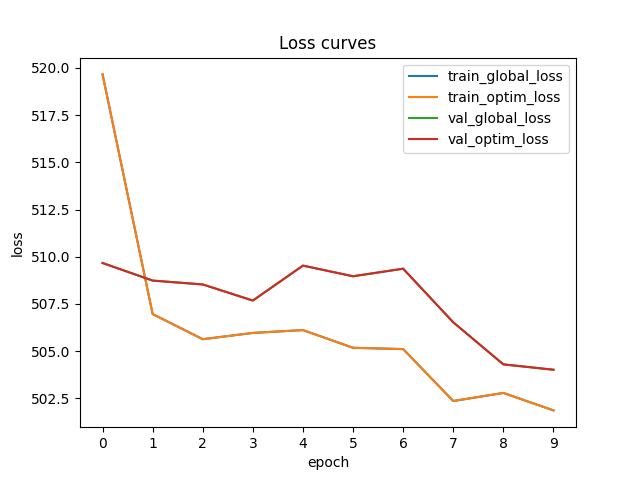 Loss curves
520.0
517.5
515.0
512.5
510.0
507.5
505.0
502.5
loss
train_global_loss
train_optim_loss
val_global_loss
val_optim_loss
0 1 2 3 4 5 6 7 8 9
epoch